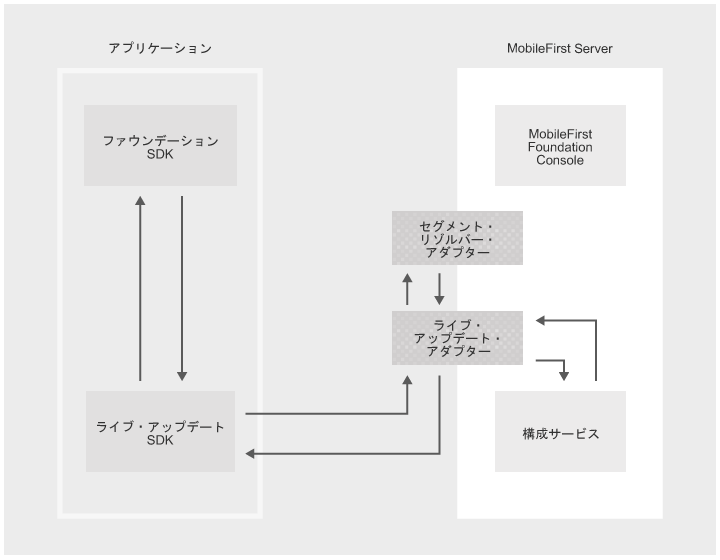 アプリケーション
MobileFirst Server
ファウンデーション
SDK
MobileFirst
Foundation
Console
セグメント・
リゾルバー・
アダプター
ライブ・
アップデート・
アダプター
ライブ・アップデート
SDK
構成サービス